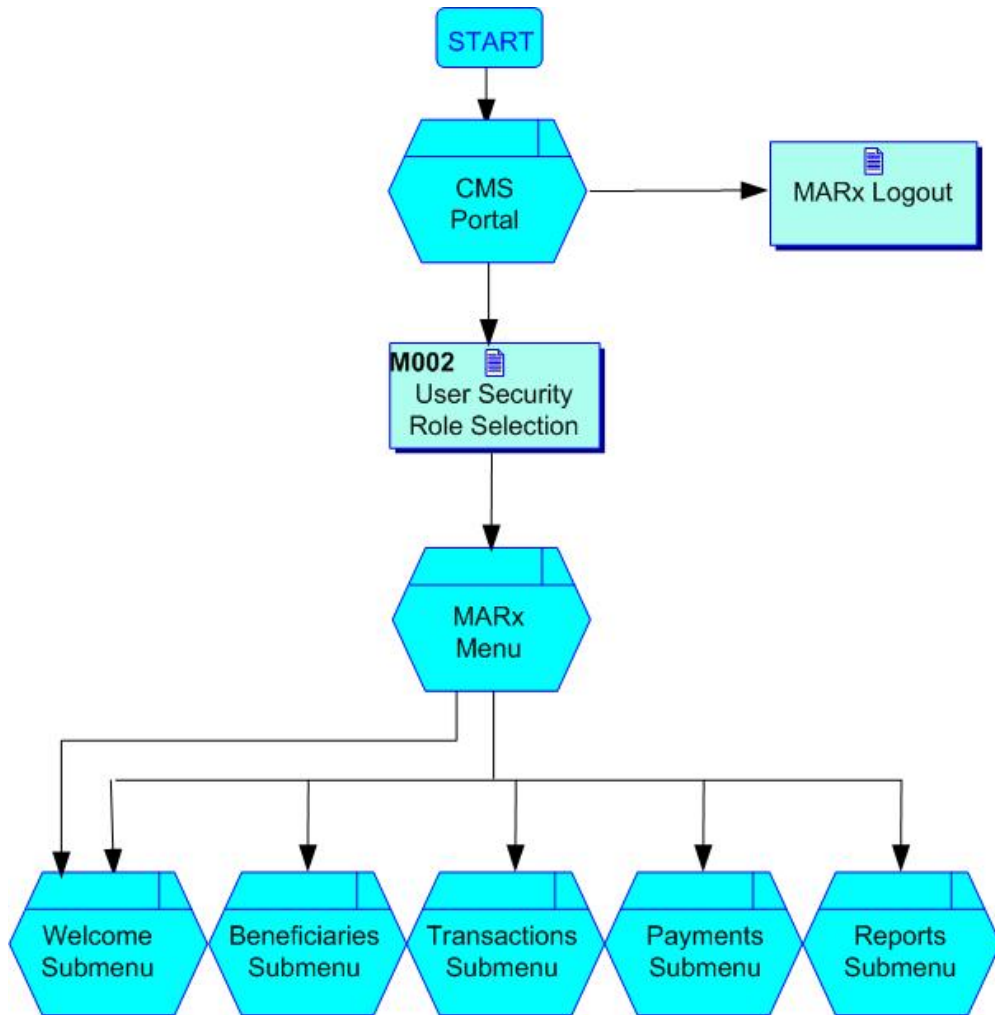 START
CMS
Portal
MARx Logout
M002
User Security
Role Selection
MARx
Menu
Welcome
Submenu
Beneficiaries
Submenu
Transactions
Submenu
Payments
Submenu
Reports
Submenu